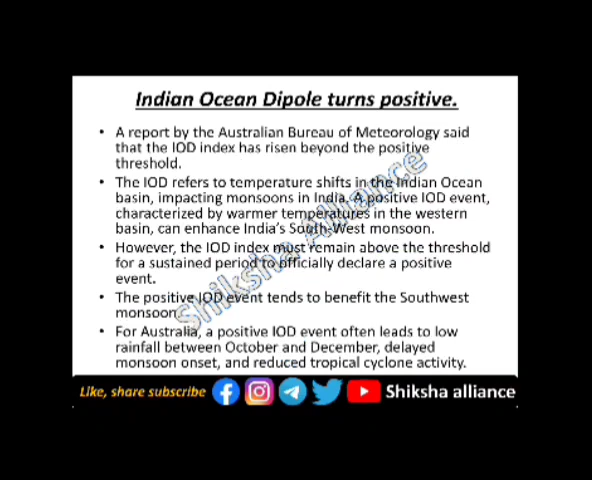 Indian Ocean Dipole turns positive.
• A report by the Australian Bureau of Meteorology said
that the IOD index has risen beyond the positive
threshold.
• The IOD refers to temperature shifts in the Indian Ocean
basin, impacting monsoons in India. A positive IOD event,
characterized by warmer temperatures in the western
basin, can enhance India's South-West monsoon.
• However, the IOD index must remain above the threshold
for a sustained period to officially declare a positive
event.
• The positive IOD event tends to benefit the Southwest
monsoon.
• For Australia, a positive IOD event often leads to low
rainfall between October and December, delayed
monsoon onset, and reduced tropical cyclone activity.
Shiksha Alliance
Like, share subscribe Shiksha alliance